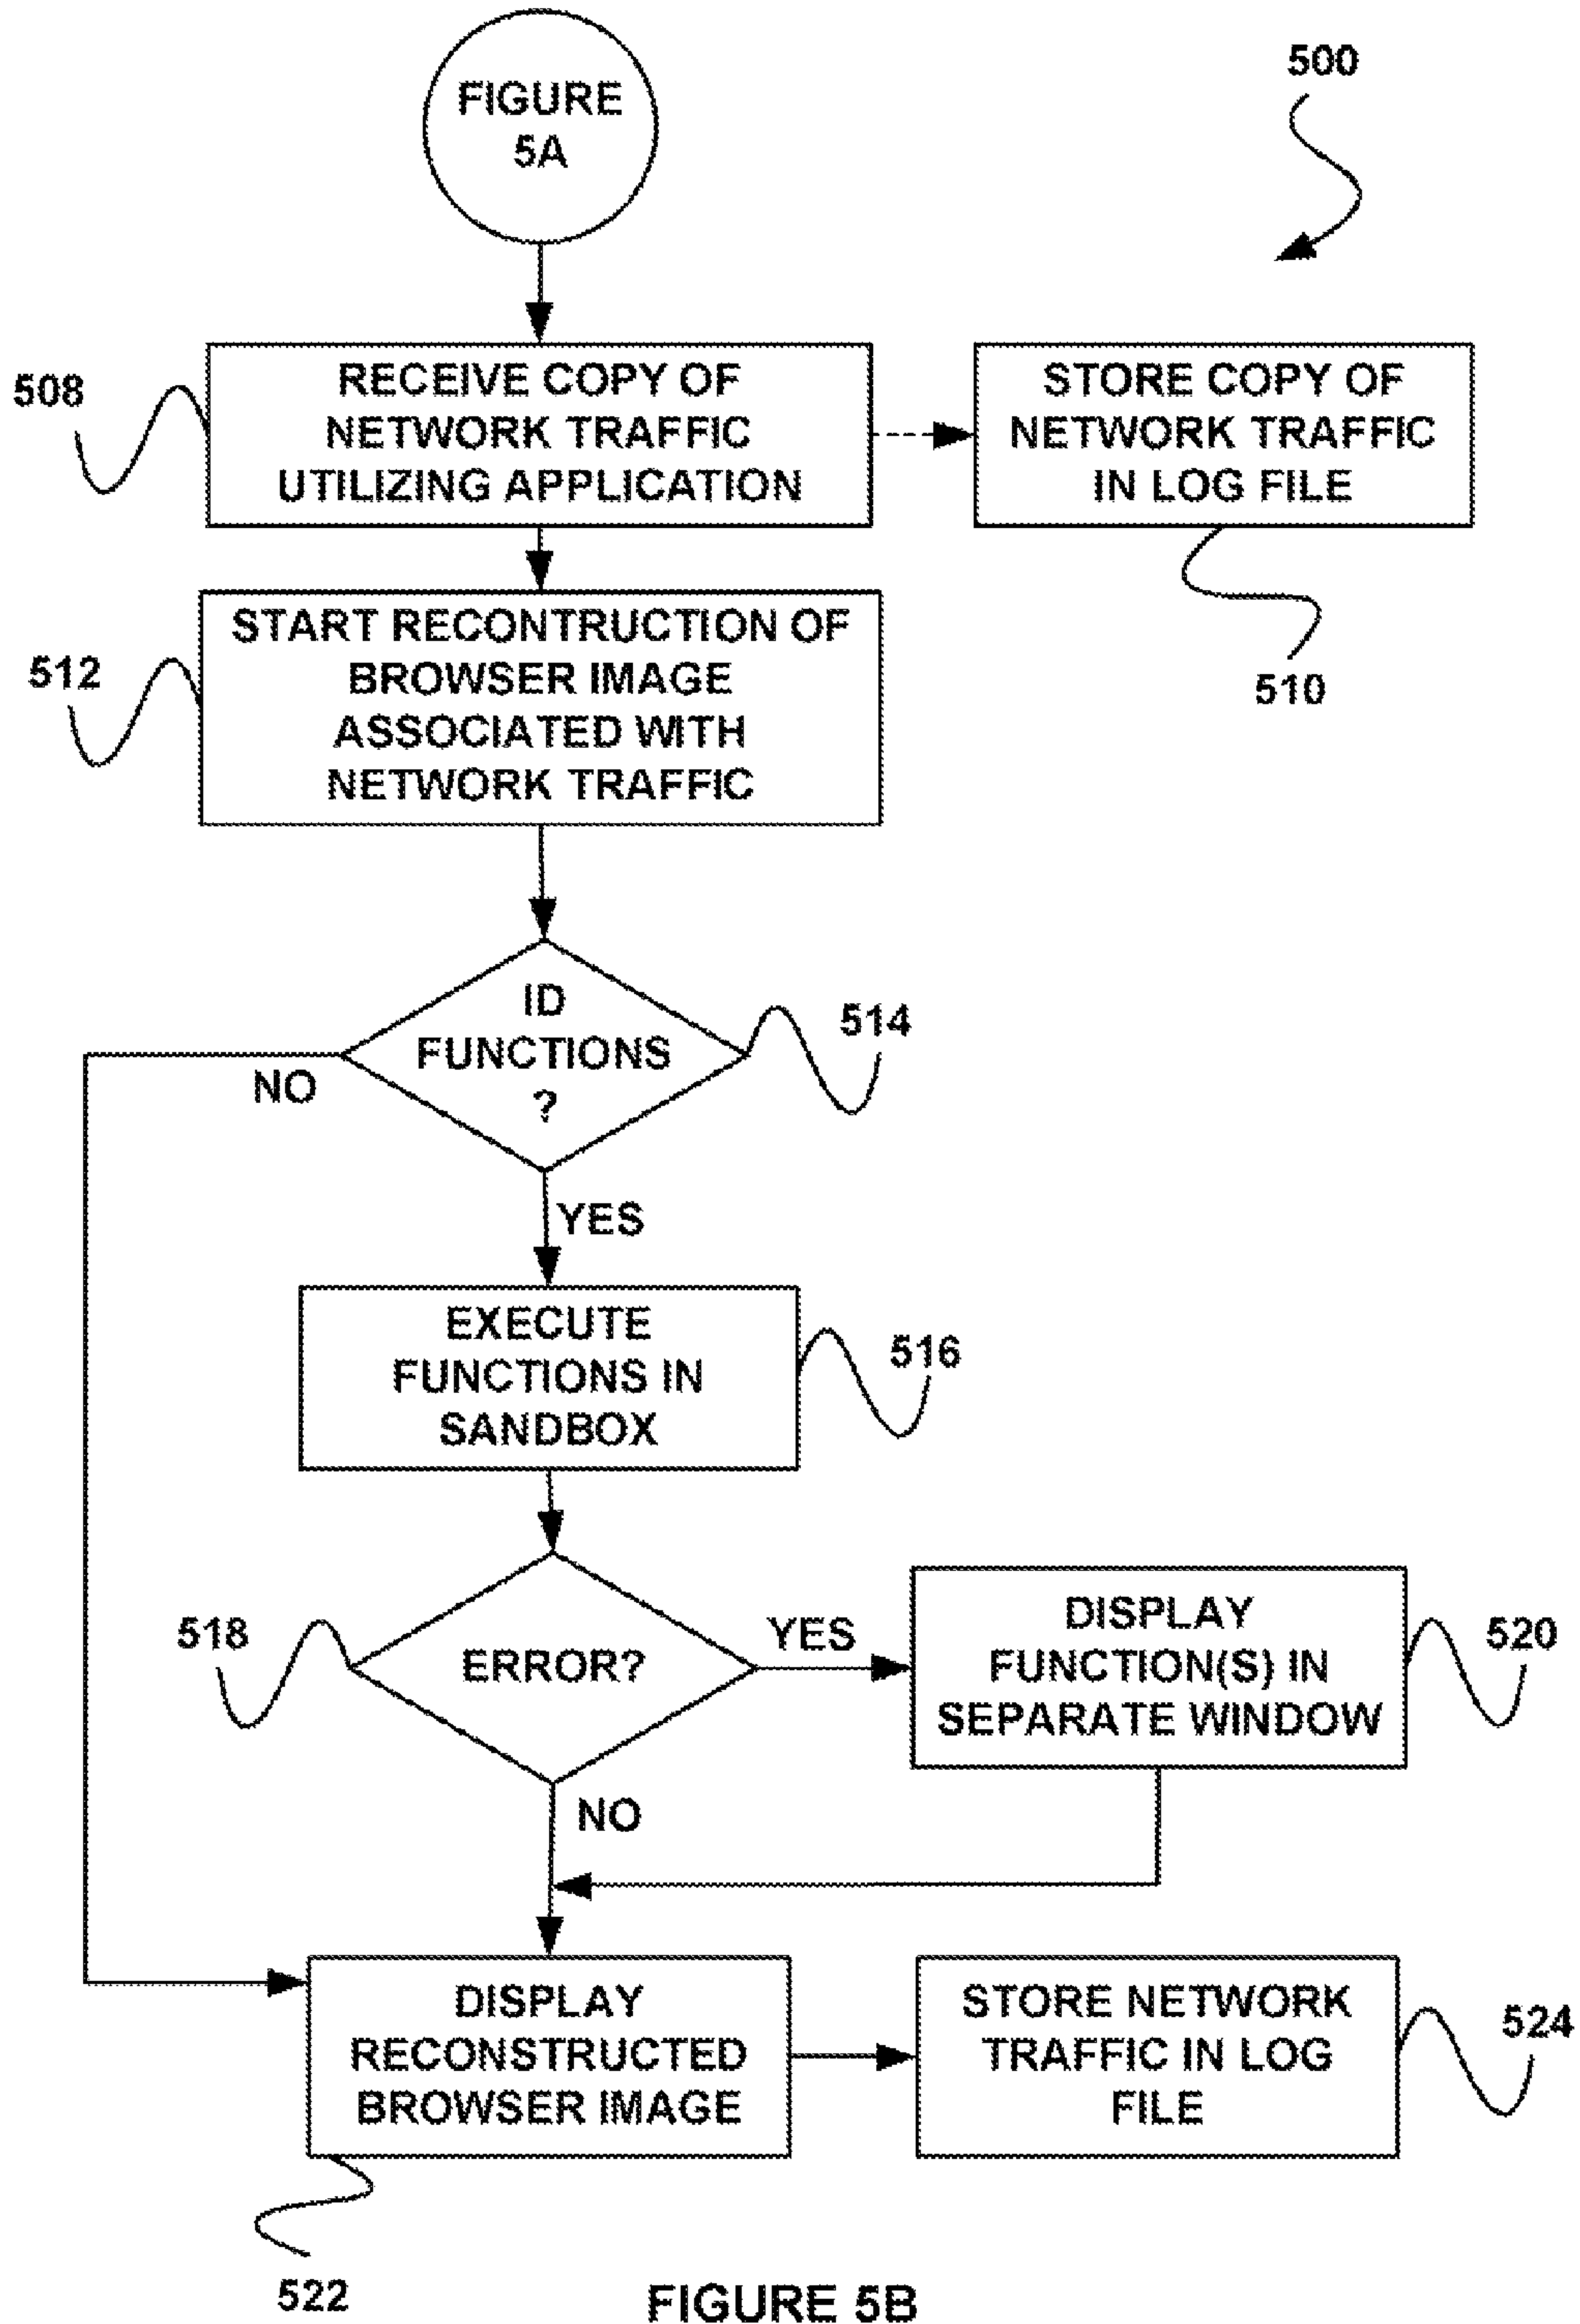 FIGURE
5A
500
508
RECEIVE COPY OF
NETWORK TRAFFIC
UTILIZING APPLICATION
STORE COPY OF
NETWORK TRAFFIC
IN LOG FILE
510
512
START RECONTRUCTION OF
BROWSER IMAGE
ASSOCIATED WITH
NETWORK TRAFFIC
ID
FUNCTIONS
?
514
NO
YES
EXECUTE
FUNCTIONS IN
SANDBOX
516
518
ERROR?
YES
NO
DISPLAY
FUNCTION(S) IN
SEPARATE WINDOW
520
DISPLAY
RECONSTRUCTED
BROWSER IMAGE
522
STORE NETWORK
TRAFFIC IN LOG
FILE
524
FIGURE 5B